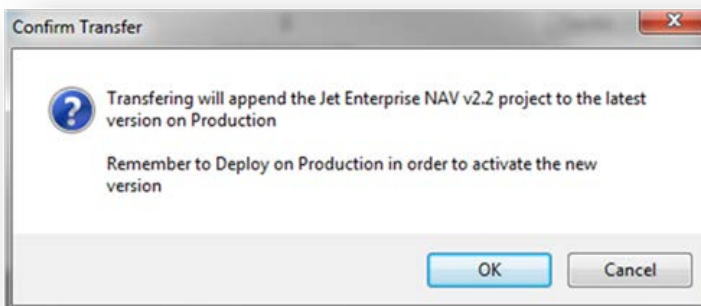 Confirm Transfer
Transfering will append the Jet Enterprise NAV v2.2 project to the latest
version on Production
Remember to Deploy on Production in order to activate the new
version
OK
Cancel